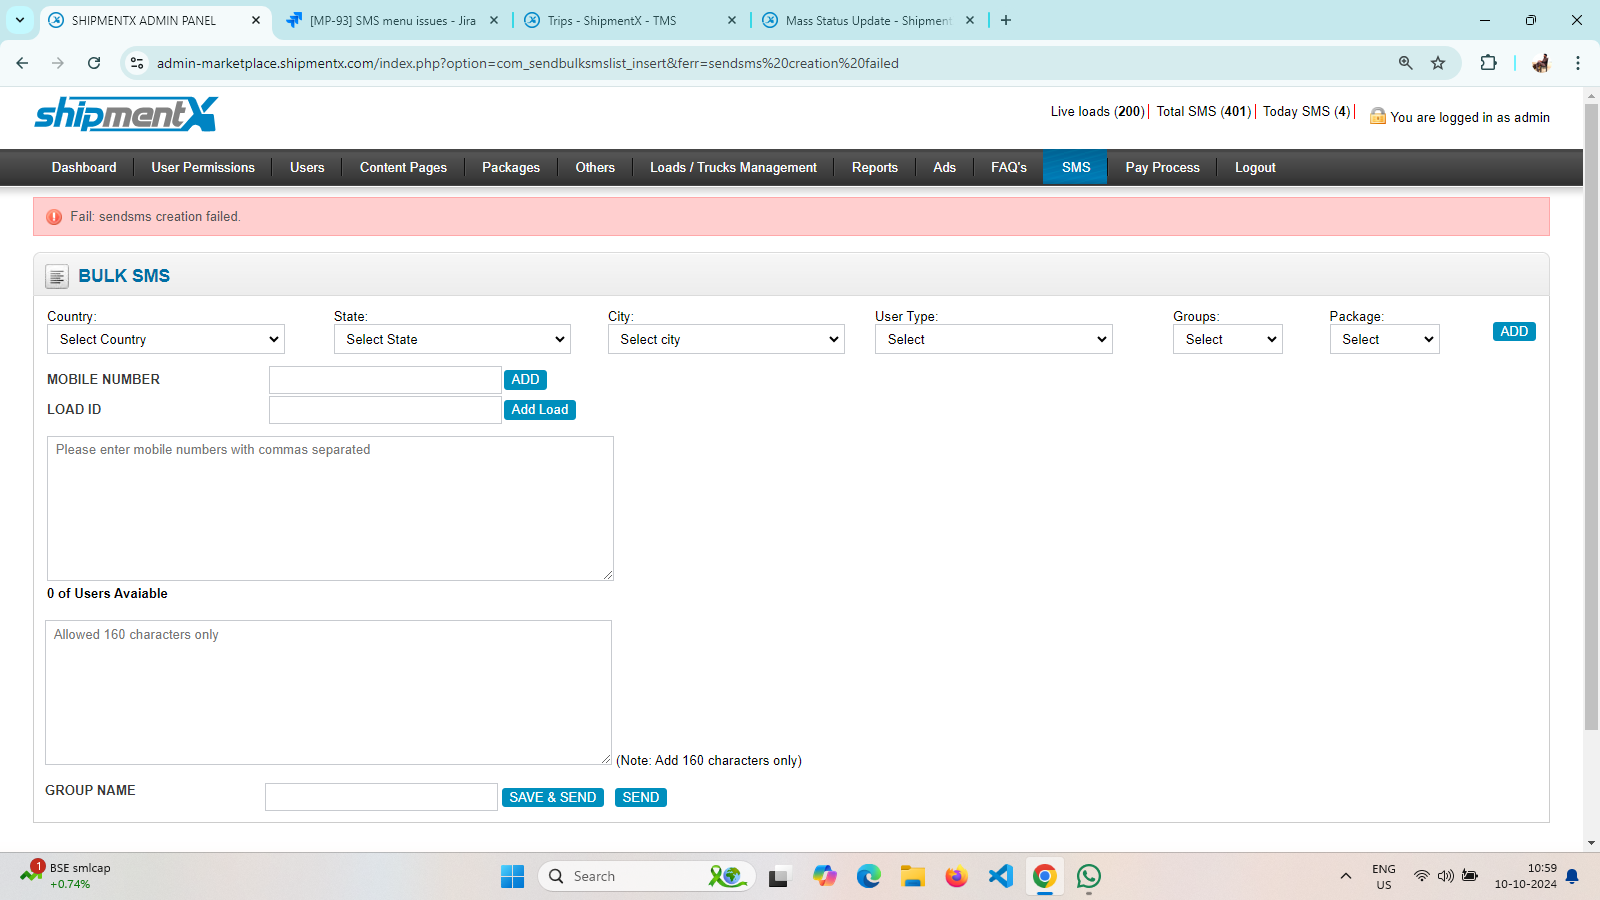 SHIPMENTX ADMIN PANEL
[MP-93] SMS menu issues - Jira
Trips - ShipmentX - TMS
Mass Status Update - Shipment
admin-marketplace.shipmentx.com/index.php?option=com_sendbulksmslist_insert&ferr=sendsms%20creation%20failed
shipmentX
Live loads (200) Total SMS (401) Today SMS (4) You are logged in as admin
Dashboard User Permissions Users Content Pages Packages Others Loads / Trucks Management Reports Ads FAQ's SMS Pay Process Logout
Fail: sendsms creation failed.
BULK SMS
Country: State: City: User Type: Groups: Package:
Select Country Select State Select city Select Select Select ADD
MOBILE NUMBER ADD
LOAD ID Add Load
Please enter mobile numbers with commas separated
0 of Users Avaiable
Allowed 160 characters only
(Note: Add 160 characters only)
GROUP NAME SAVE & SEND SEND
1 BSE smlcap
+0.74%
Search
ENG
US
10:59
10-10-2024